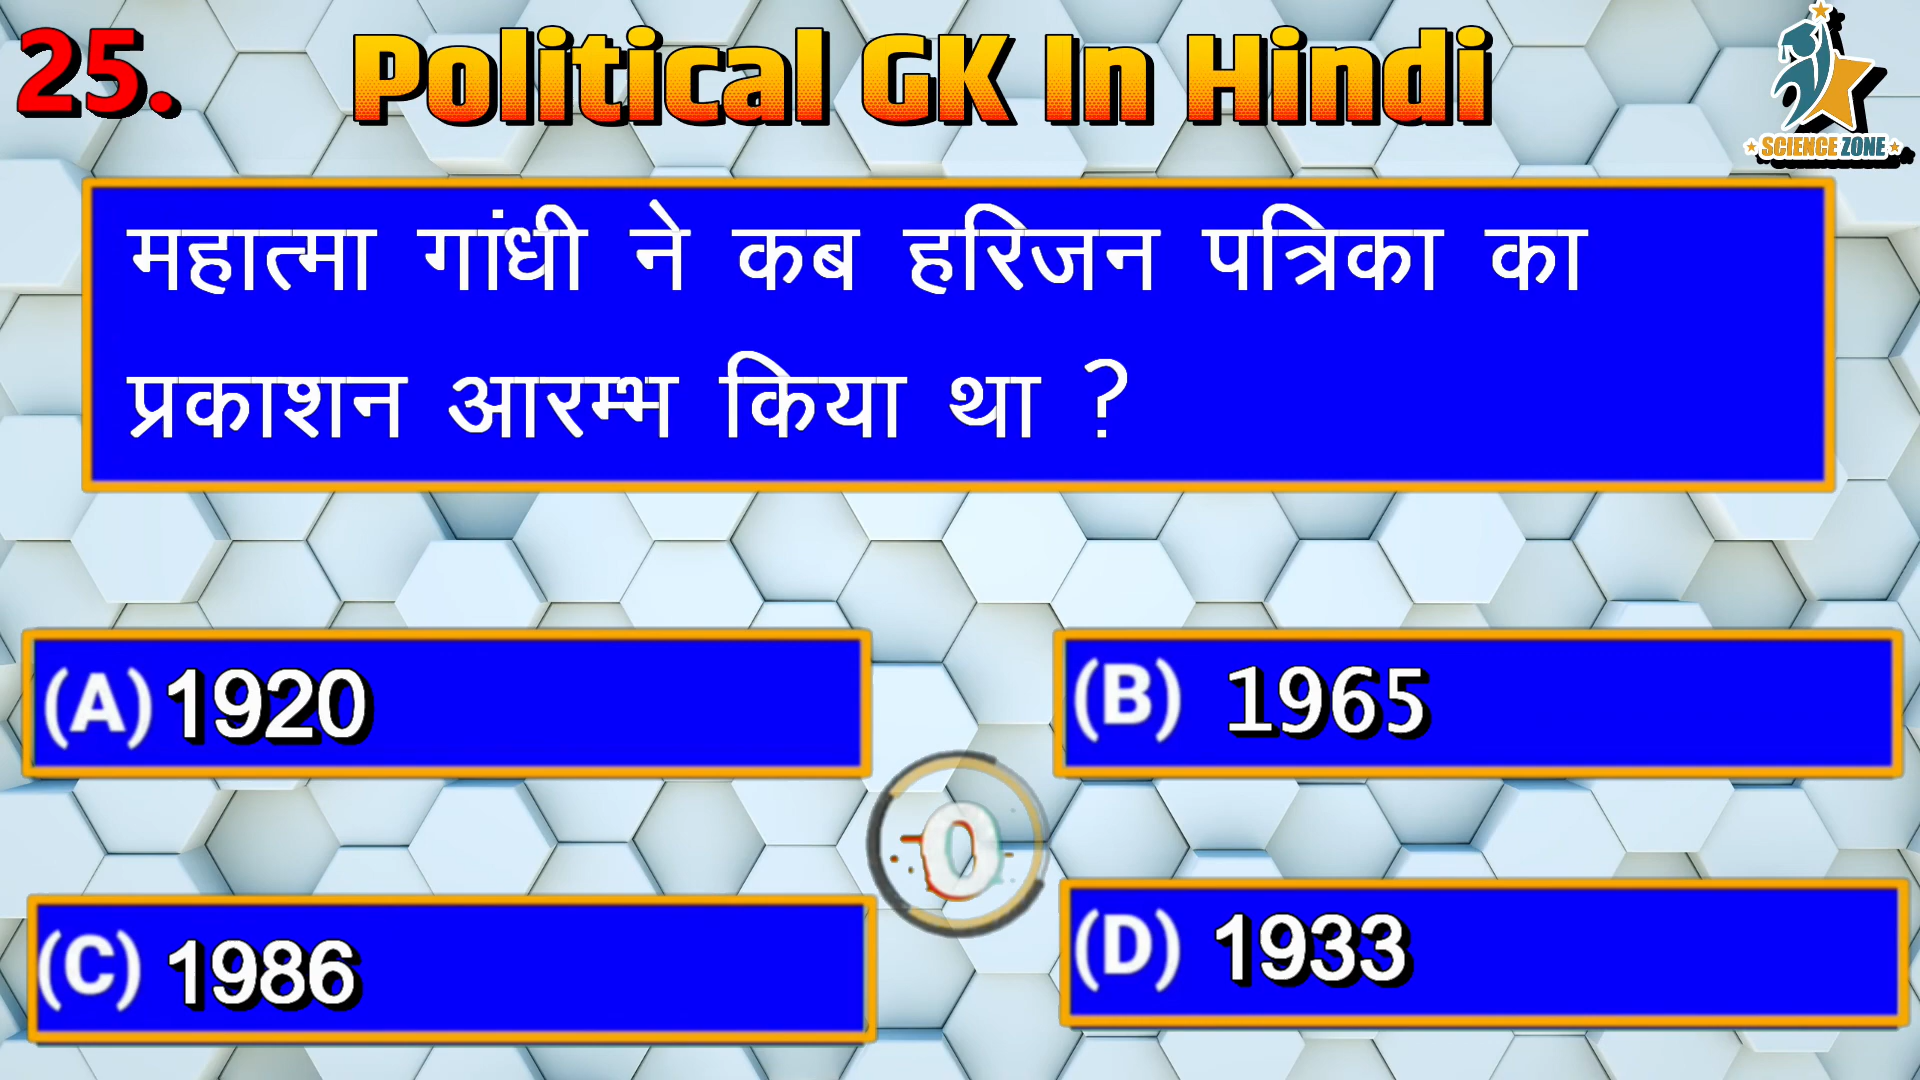 25. Political GK In Hindi
SCIENCE ZONE
महात्मा गांधी ने कब हरिजन पत्रिका का
प्रकाशन आरम्भ किया था ?
(A) 1920
(B) 1965
0
(C) 1986
(D) 1933